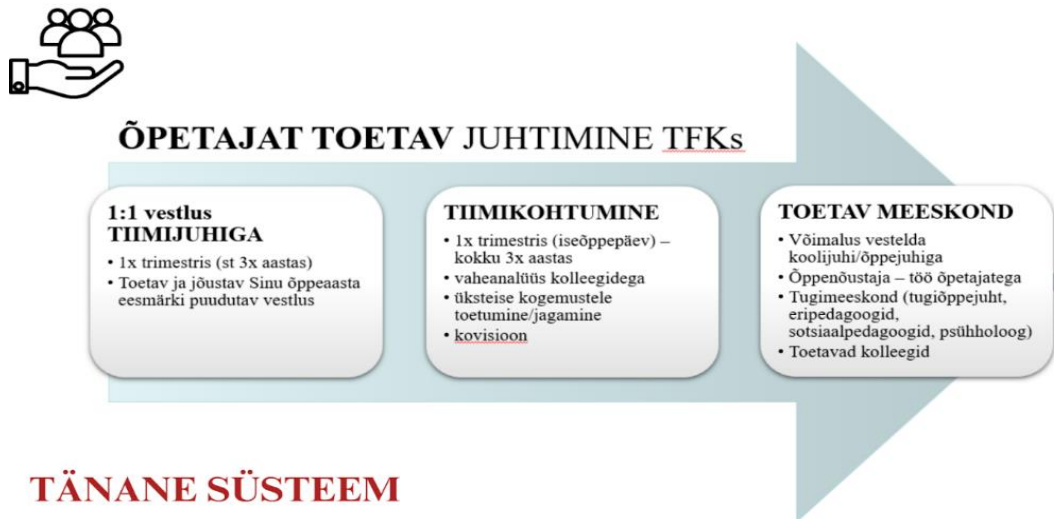 ÕPETAJAT TOETAV JUHTIMINE TFKs
1:1 vestlus
TIIMIJUHIGA
• 1x trimestris (st 3x aastas)
• Toetav ja jõustav Sinu õppeaasta
eesmärki puudutav vestlus
TIIMIKOHTUMINE
• 1x trimestris (iseõppepäev) –
kokku 3x aastas
• vaheanalüüs kolleegidega
• üksteise kogemustele
toetumine/jagamine
• kovisioon
TOETAV MEESKOND
• Võimalus vestelda
koolijuhi/õppejuhiga
• Õppenõustaja – töö õpetajatega
• Tugimeeskond (tugiõppejuht,
eripedagoogid,
sotsiaalpedagoogid, psühholoog)
• Toetavad kolleegid
TÄNANE SÜSTEEM